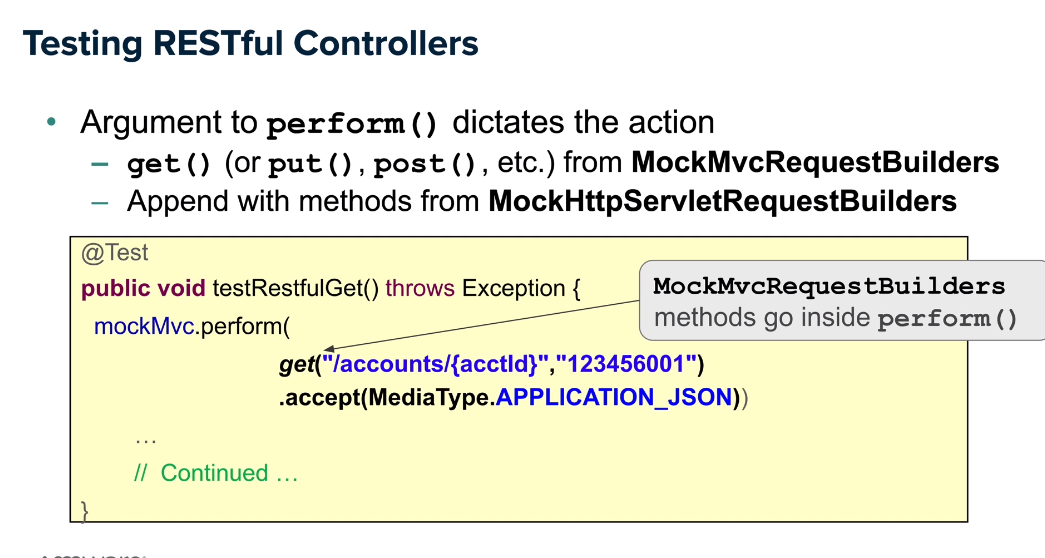 Testing RESTful Controllers
• Argument to perform() dictates the action
– get() (or put(), post(), etc.) from MockMvcRequestBuilders
– Append with methods from MockHttpServletRequestBuilders
@Test
public void testRestfulGet() throws Exception {
mockMvc.perform(
get("/accounts/{acctId}","123456001")
.accept(MediaType.APPLICATION_JSON))
…
// Continued …
}
MockMvcRequestBuilders
methods go inside perform()